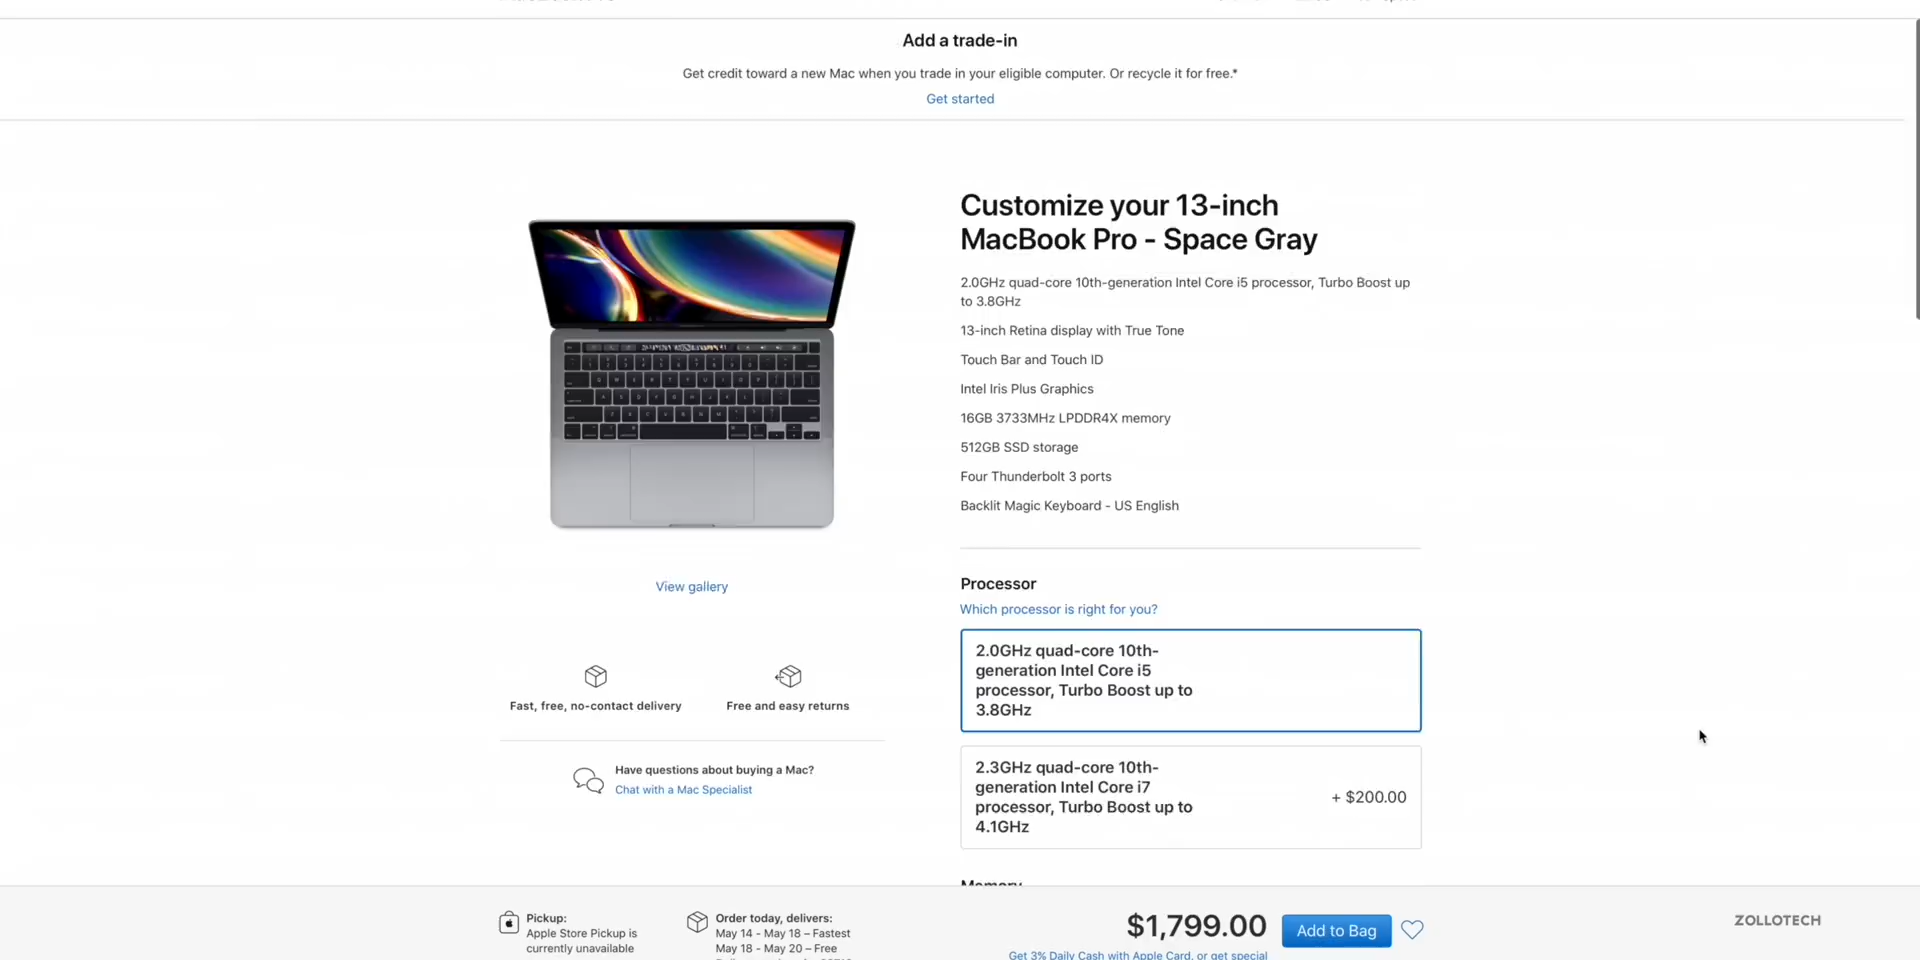 Add a trade-in
Get credit toward a new Mac when you trade in your eligible computer. Or recycle it for free.*
Get started
Customize your 13-inch
MacBook Pro - Space Gray
2.0GHz quad-core 10th-generation Intel Core i5 processor, Turbo Boost up
to 3.8GHz
13-inch Retina display with True Tone
Touch Bar and Touch ID
Intel Iris Plus Graphics
16GB 3733MHz LPDDR4X memory
512GB SSD storage
Four Thunderbolt 3 ports
Backlit Magic Keyboard - US English
View gallery
Fast, free, no-contact delivery
Free and easy returns
Have questions about buying a Mac?
Chat with a Mac Specialist
Processor
Which processor is right for you?
2.0GHz quad-core 10th-
generation Intel Core i5
processor, Turbo Boost up to
3.8GHz
2.3GHz quad-core 10th-
generation Intel Core i7
processor, Turbo Boost up to
4.1GHz
+ $200.00
Memory
Pickup:
Apple Store Pickup is
currently unavailable
Order today, delivers:
May 14 - May 18 – Fastest
May 18 - May 20 – Free
$1,799.00
Add to Bag
Get 3% Daily Cash with Apple Card, or get special
ZOLLOTECH